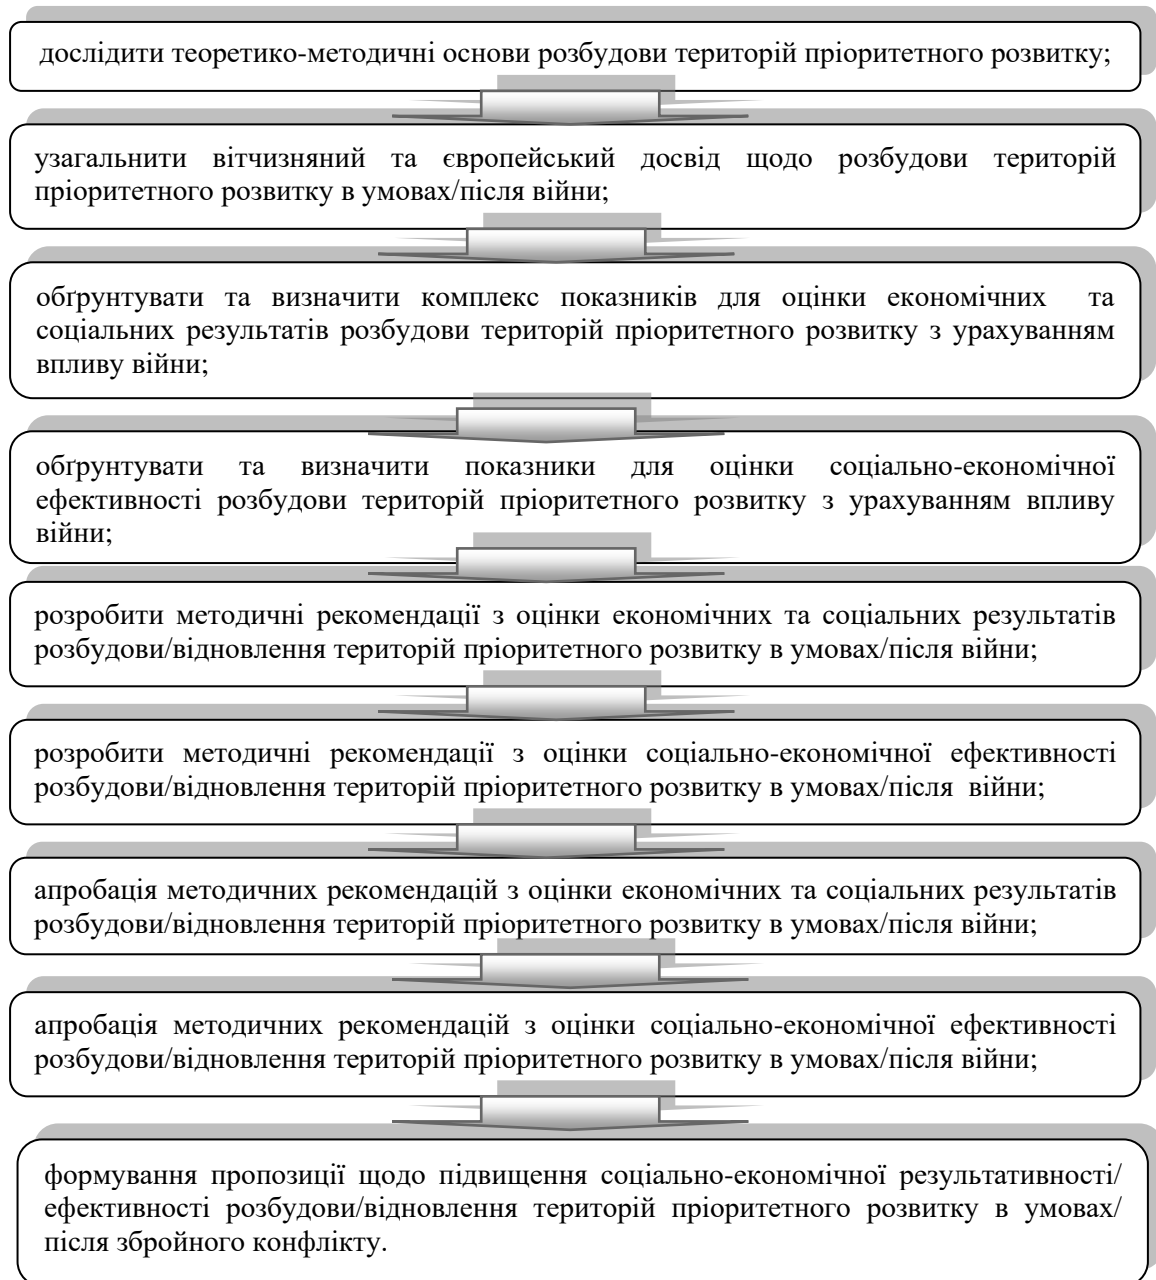 дослідити теоретико-методичні основи розбудови територій пріоритетного розвитку;
узагальнити вітчизняний та європейський досвід щодо розбудови територій
пріоритетного розвитку в умовах/після війни;
обґрунтувати та визначити комплекс показників для оцінки економічних та
соціальних результатів розбудови територій пріоритетного розвитку з урахуванням
впливу війни;
обґрунтувати та визначити показники для оцінки соціально-економічної
ефективності розбудови територій пріоритетного розвитку з урахуванням впливу
війни;
розробити методичні рекомендації з оцінки економічних та соціальних результатів
розбудови/відновлення територій пріоритетного розвитку в умовах/після війни;
розробити методичні рекомендації з оцінки соціально-економічної ефективності
розбудови/відновлення територій пріоритетного розвитку в умовах/після війни;
апробація методичних рекомендацій з оцінки економічних та соціальних результатів
розбудови/відновлення територій пріоритетного розвитку в умовах/після війни;
апробація методичних рекомендацій з оцінки соціально-економічної ефективності
розбудови/відновлення територій пріоритетного розвитку в умовах/після війни;
формування пропозиції щодо підвищення соціально-економічної результативності/
ефективності розбудови/відновлення територій пріоритетного розвитку в умовах/
після збройного конфлікту.